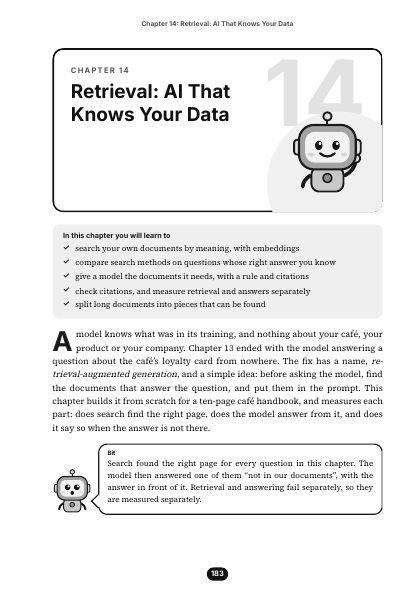 Chapter 14: Retrieval: AI That Knows Your Data
14
CHAPTER 14
Retrieval: AI That
Knows Your Data
In this chapter you will learn to
✓ search your own documents by meaning, with embeddings
✓ compare search methods on questions whose right answer you know
✓ give a model the documents it needs, with a rule and citations
✓ check citations, and measure retrieval and answers separately
✓ split long documents into pieces that can be found
A model knows what was in its training, and nothing about your café, your
product or your company. Chapter 13 ended with the model answering a
question about the café's loyalty card from nowhere. The fix has a name, re-
trieval-augmented generation, and a simple idea: before asking the model, find
the documents that answer the question, and put them in the prompt. This
chapter builds it from scratch for a ten-page café handbook, and measures each
part: does search find the right page, does the model answer from it, and does
it say so when the answer is not there.
Bit
Search found the right page for every question in this chapter. The
model then answered one of them “not in our documents”, with the
answer in front of it. Retrieval and answering fail separately, so they
are measured separately.
183